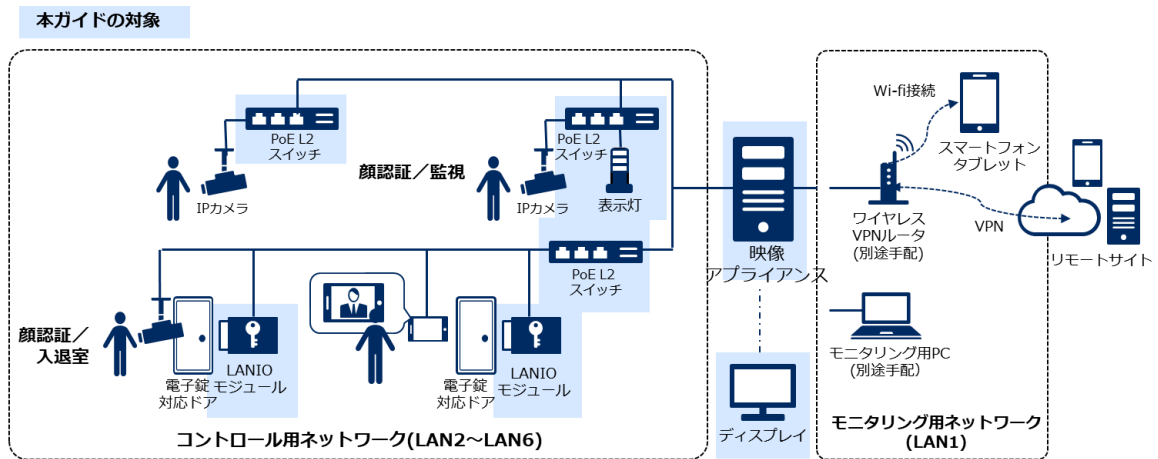 本ガイドの対象
PoE L2
スイッチ
IPカメラ
顔認証／監視
PoE L2
スイッチ
IPカメラ
表示灯
PoE L2
スイッチ
顔認証／
入退室
電子錠
対応ドア
LANIO
モジュール
電子錠
対応ドア
LANIO
モジュール
コントロール用ネットワーク(LAN2～LAN6)
映像
アプライアンス
ディスプレイ
Wi-fi接続
スマートフォン
タブレット
ワイヤレス
VPNルータ
(別途手配)
VPN
リモートサイト
モニタリング用PC
(別途手配）
モニタリング用ネットワーク
(LAN1)